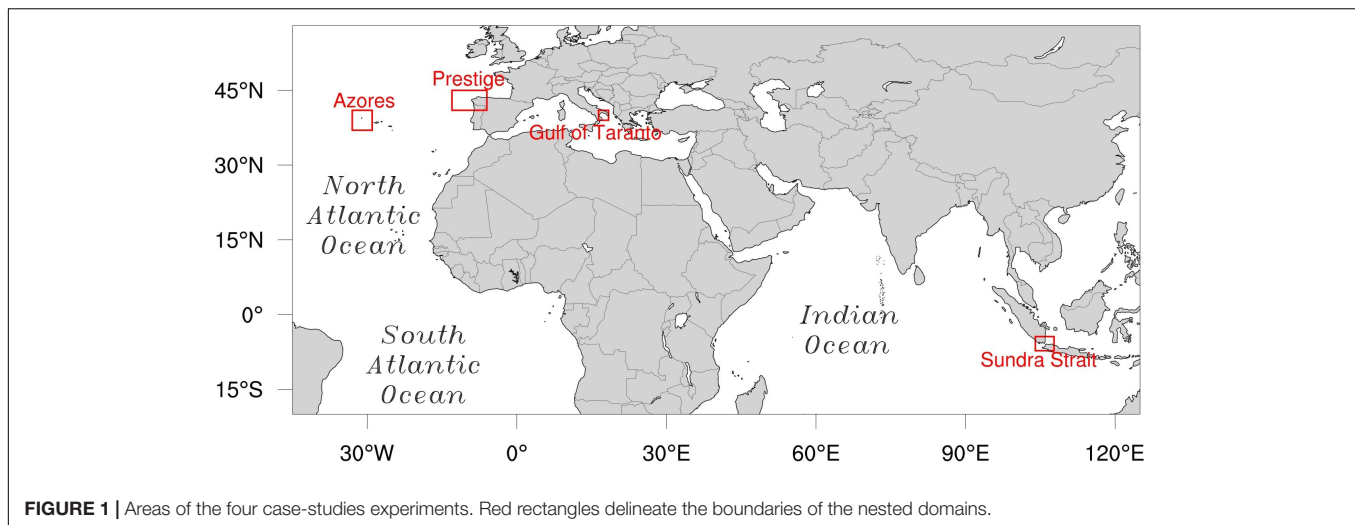 Prestige
Azores
Gulf of Taranto
North
Atlantic
Ocean
South
Atlantic
Ocean
Indian
Ocean
Sundra Strait
45°N
30°N
15°N
0°
15°S
30°W
0°
30°E
60°E
90°E
120°E
FIGURE 1 | Areas of the four case-studies experiments. Red rectangles delineate the boundaries of the nested domains.